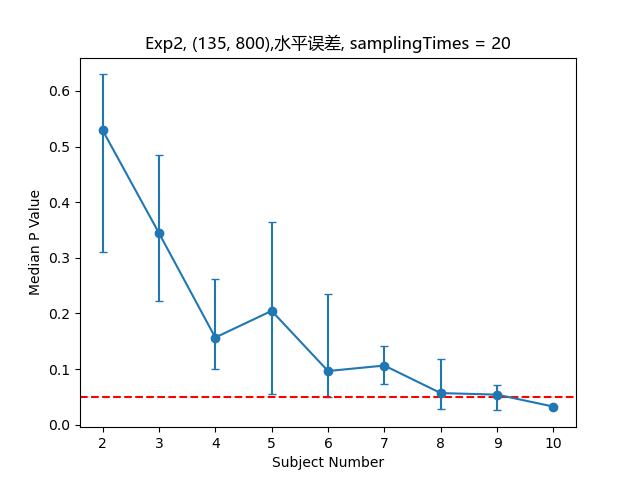 Exp2, (135, 800),水平误差, samplingTimes = 20
0.6
0.5
0.4
0.3
0.2
0.1
0.0
Median P Value
2 3 4 5 6 7 8 9 10
Subject Number